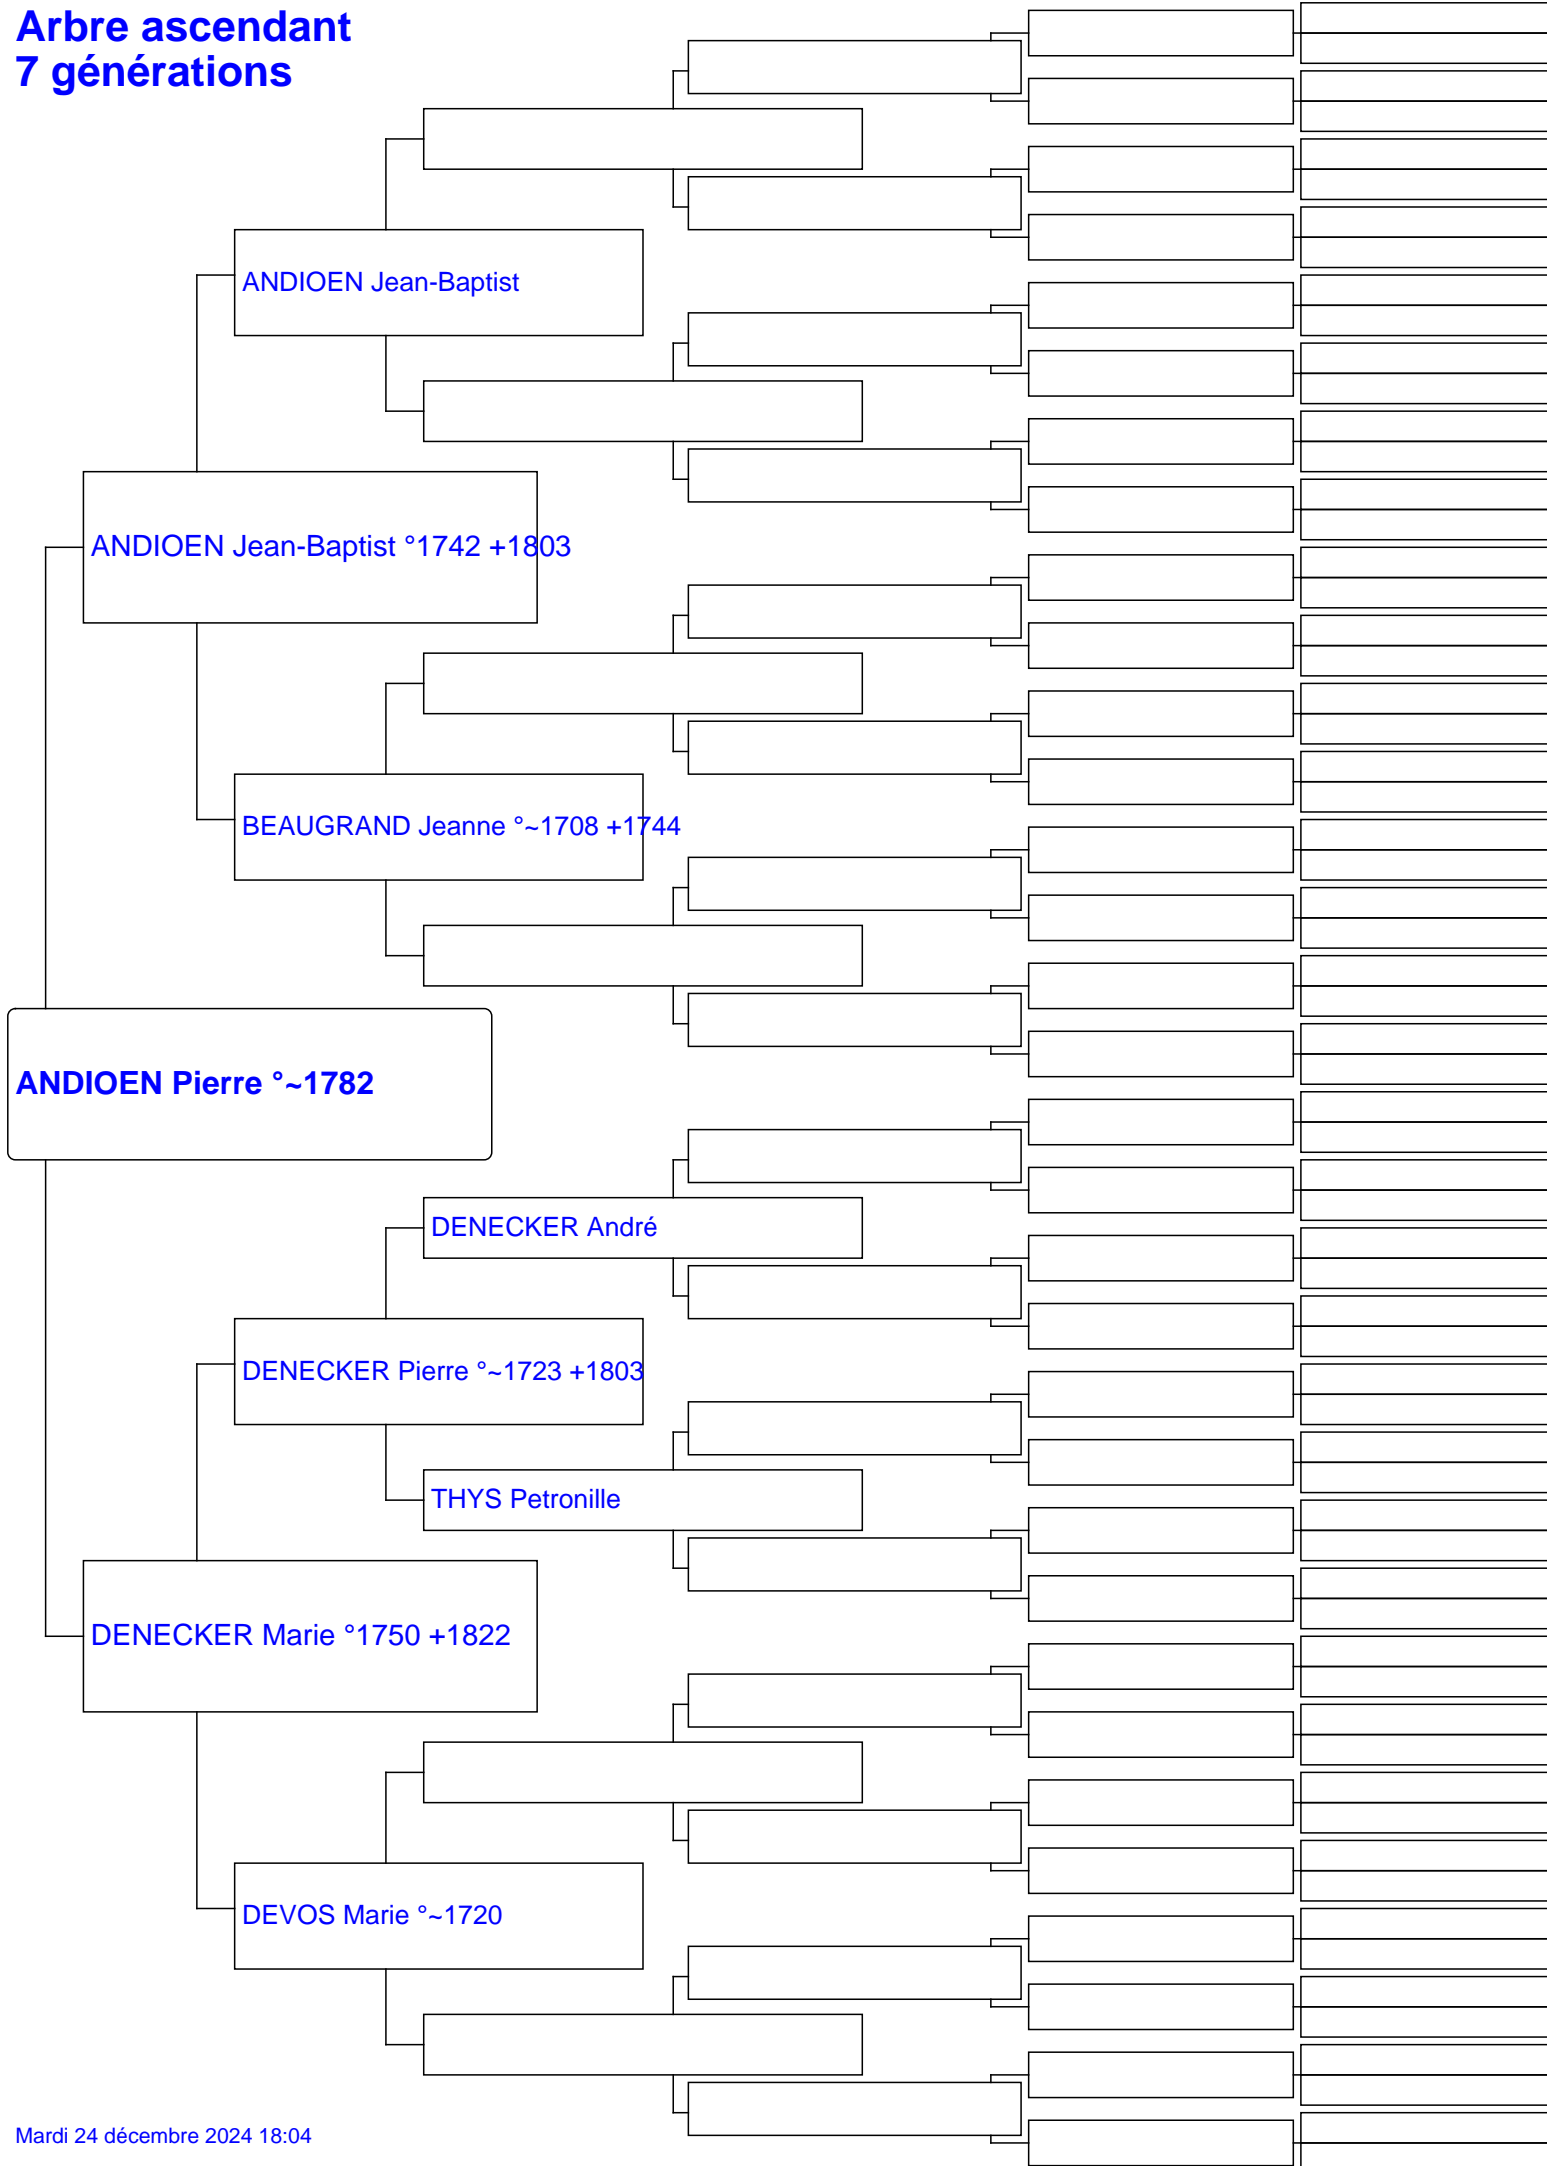 Arbre ascendant
7 générations
ANDIOEN Jean-Baptist
ANDIOEN Jean-Baptist °1742 +1803
BEAUGRAND Jeanne °~1708 +1744
ANDIOEN Pierre °~1782
DENECKER André
DENECKER Pierre °~1723 +1803
THYS Petronille
DENECKER Marie °1750 +1822
DEVOS Marie °~1720
Mardi 24 décembre 2024 18:04